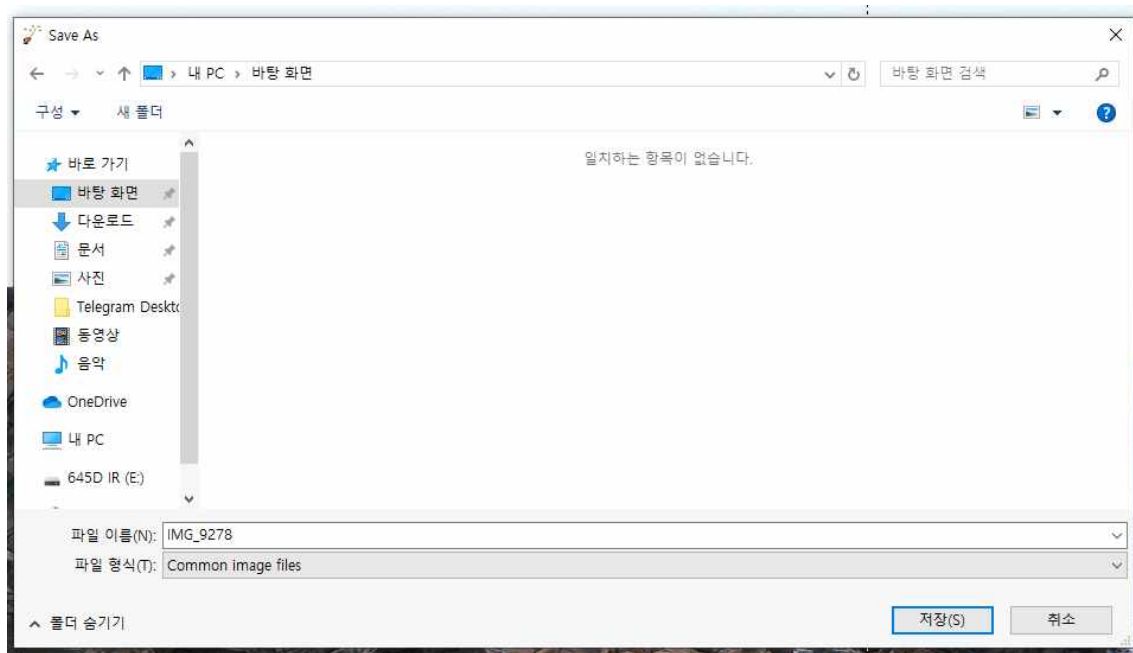 Save As
내 PC › 바탕 화면
바탕 화면 검색
구성
새 폴더
일치하는 항목이 없습니다.
바로 가기
바탕 화면
다운로드
문서
사진
Telegram Deskto
동영상
음악
OneDrive
내 PC
645D IR (E:)
파일 이름(N): IMG_9278
파일 형식(T): Common image files
폴더 숨기기
저장(S)
취소